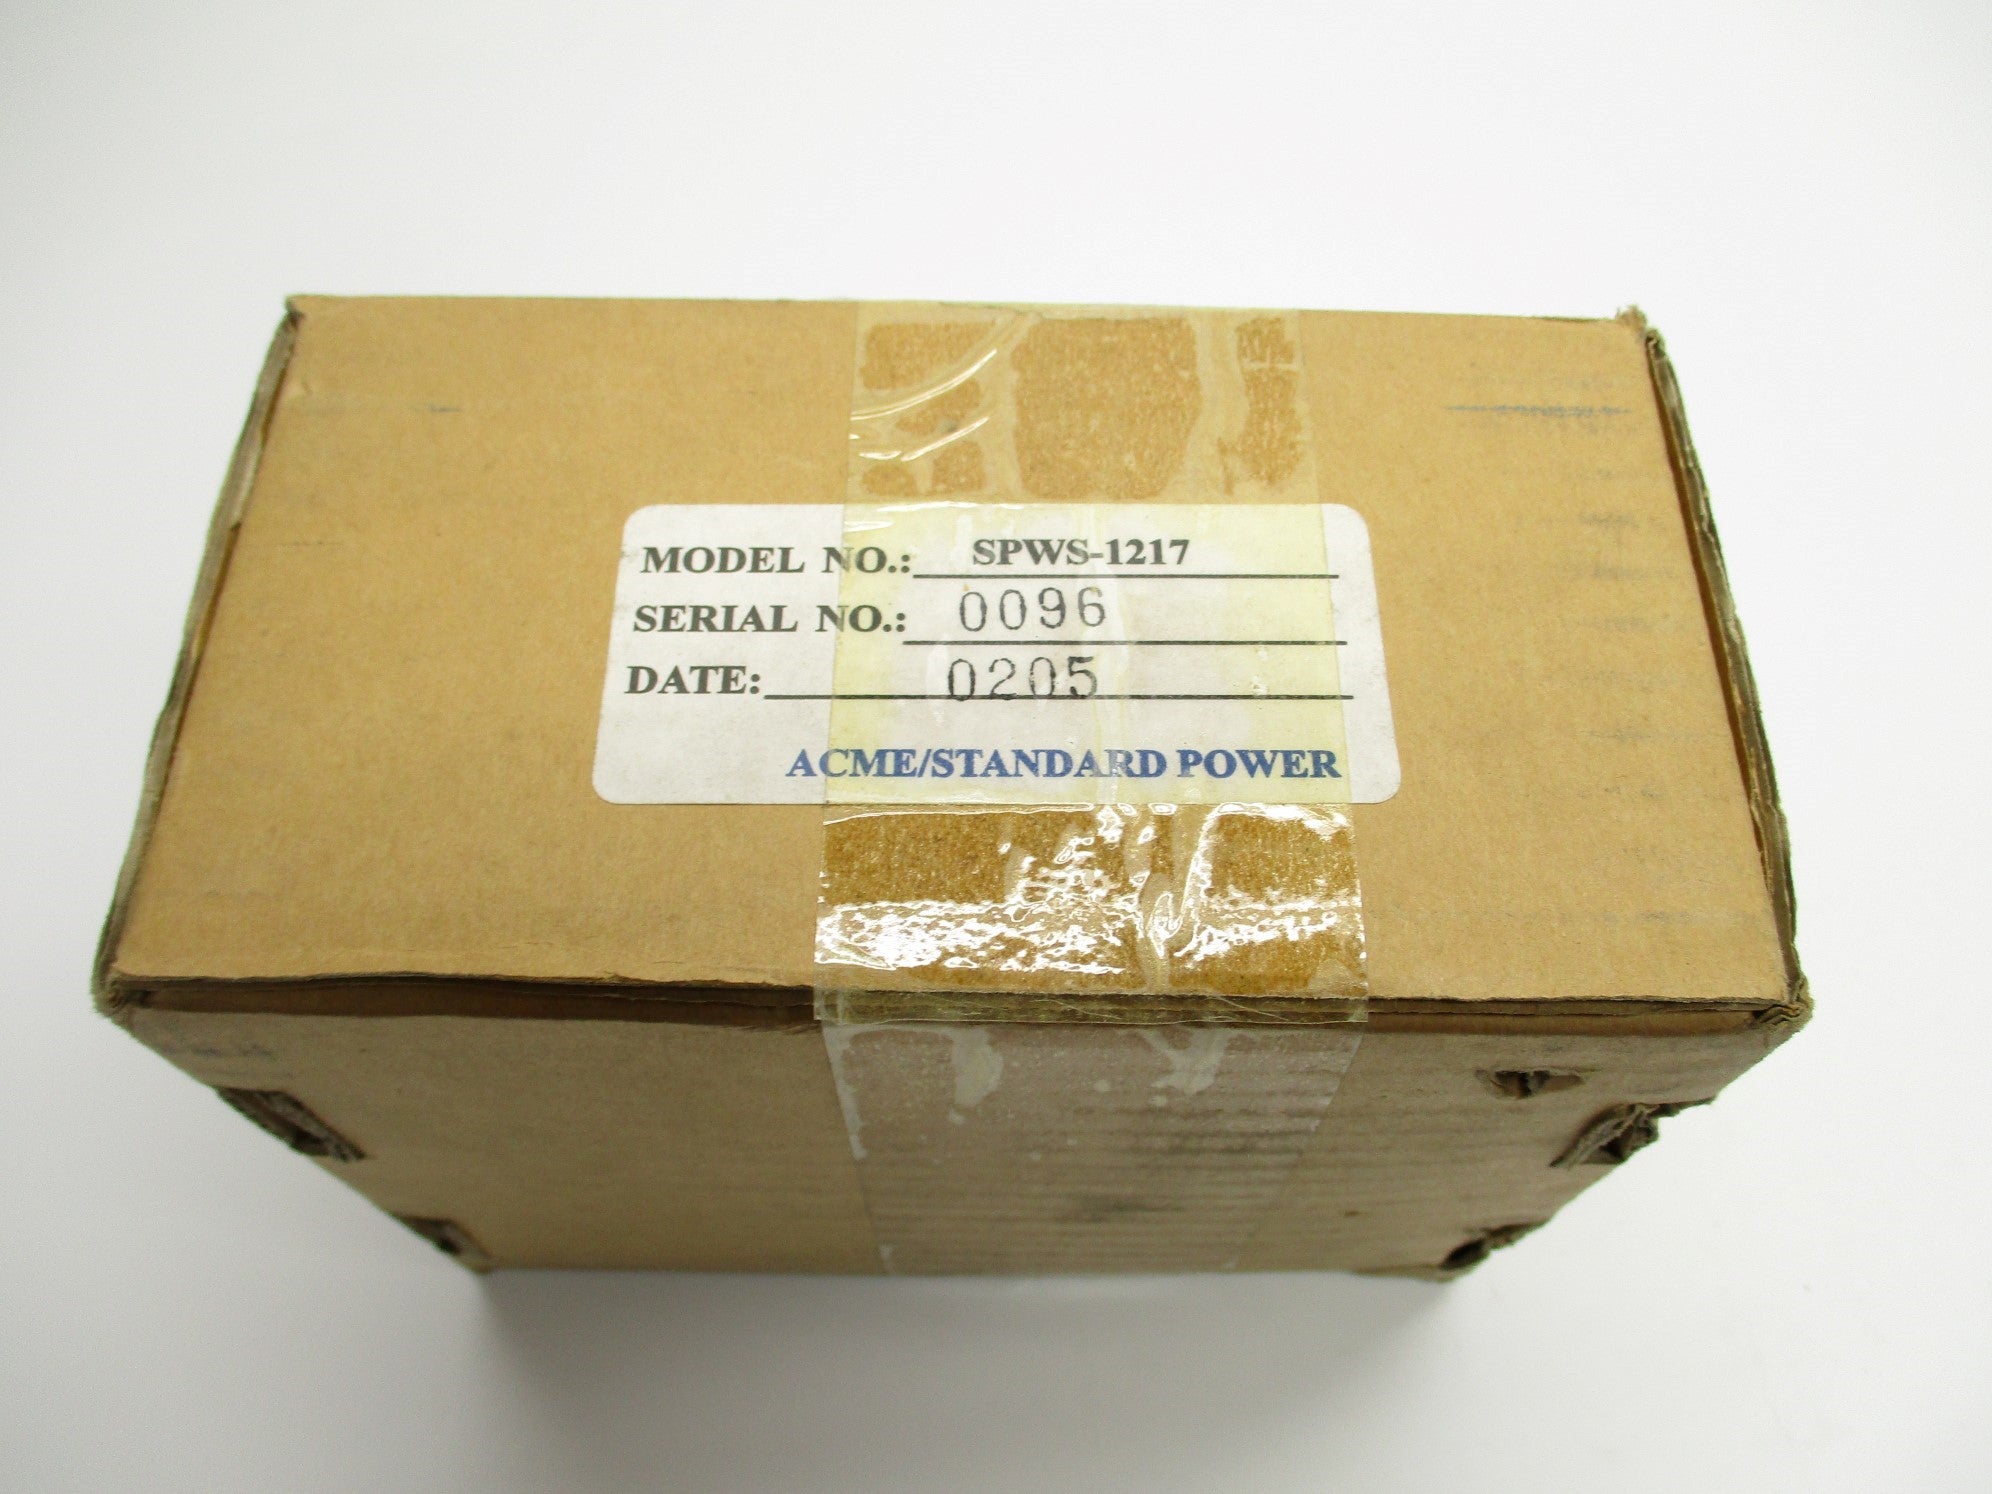 MODEL NO.: SPWS-1217
SERIAL NO.: 0096
DATE: 0205
ACME/STANDARD POWER